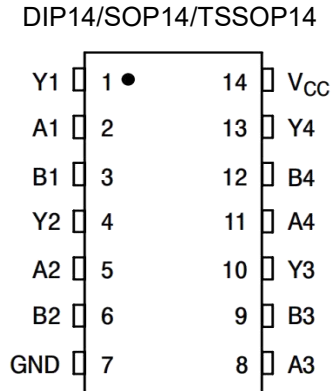 DIP14/SOP14/TSSOP14
Y1 1 14 VCC
A1 2 13 Y4
B1 3 12 B4
Y2 4 11 A4
A2 5 10 Y3
B2 6 9 B3
GND 7 8 A3